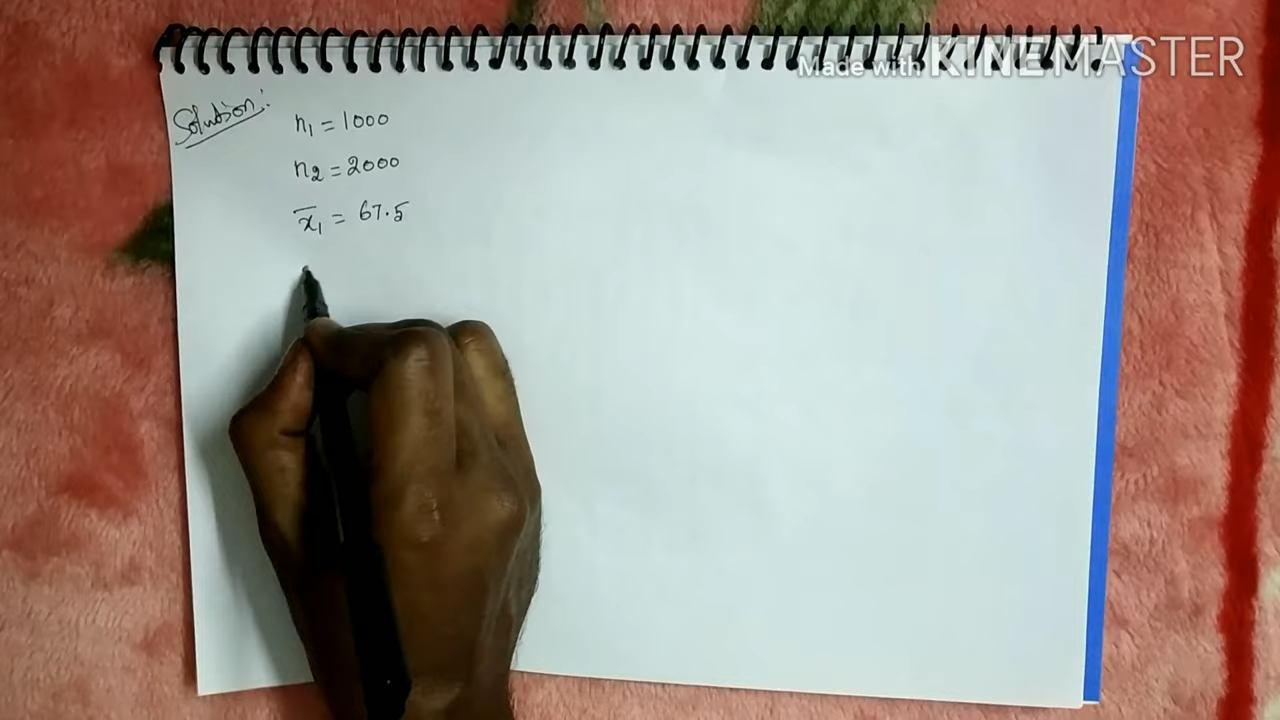 Made with KINEMASTER
Solution:
n₁ = 1000
n₂ = 2000
x̄₁ = 67.5